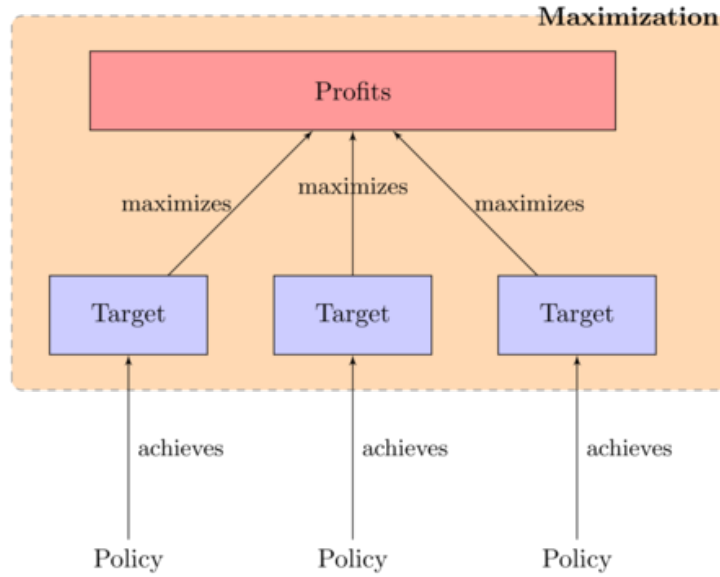 Maximization
Profits
maximizes
maximizes
maximizes
Target
Target
Target
achieves
achieves
achieves
Policy
Policy
Policy